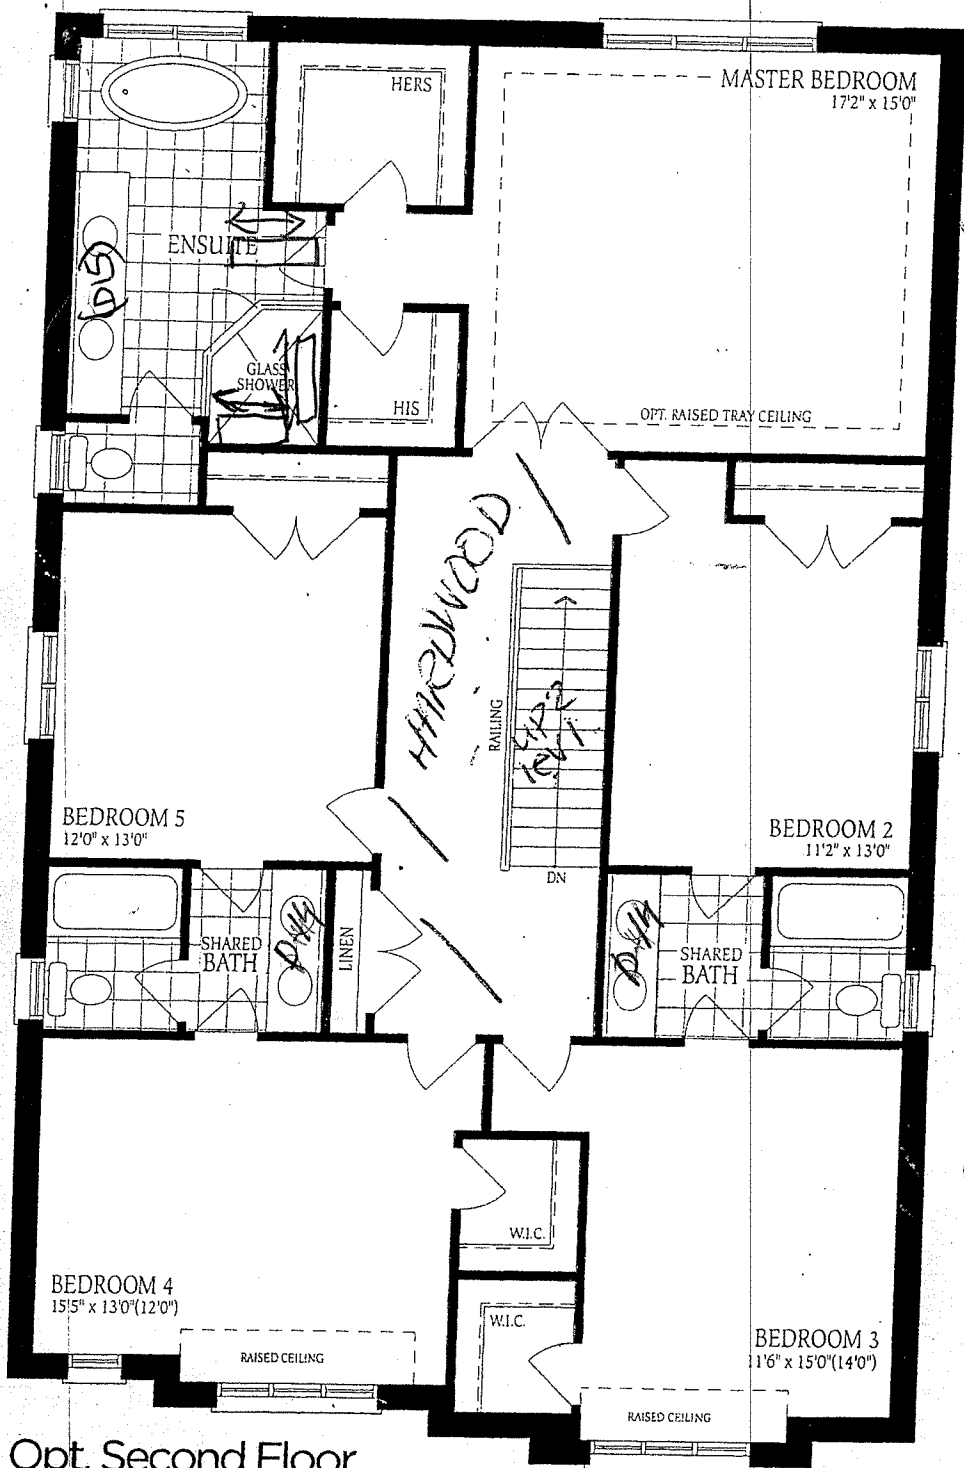 HERS
MASTER BEDROOM
17'2" x 15'0"
ENSUITE
D15
GLASS
SHOWER
HIS
OPT. RAISED TRAY CEILING
HARDWOOD
RAILING
UP2
DN
BEDROOM 5
12'0" x 13'0"
BEDROOM 2
11'2" x 13'0"
SHARED
BATH
LINEN
SHARED
BATH
W.I.C.
BEDROOM 4
15'5" x 13'0"(12'0")
W.I.C.
BEDROOM 3
11'6" x 15'0"(14'0")
RAISED CEILING
RAISED CEILING
Opt. Second Floor